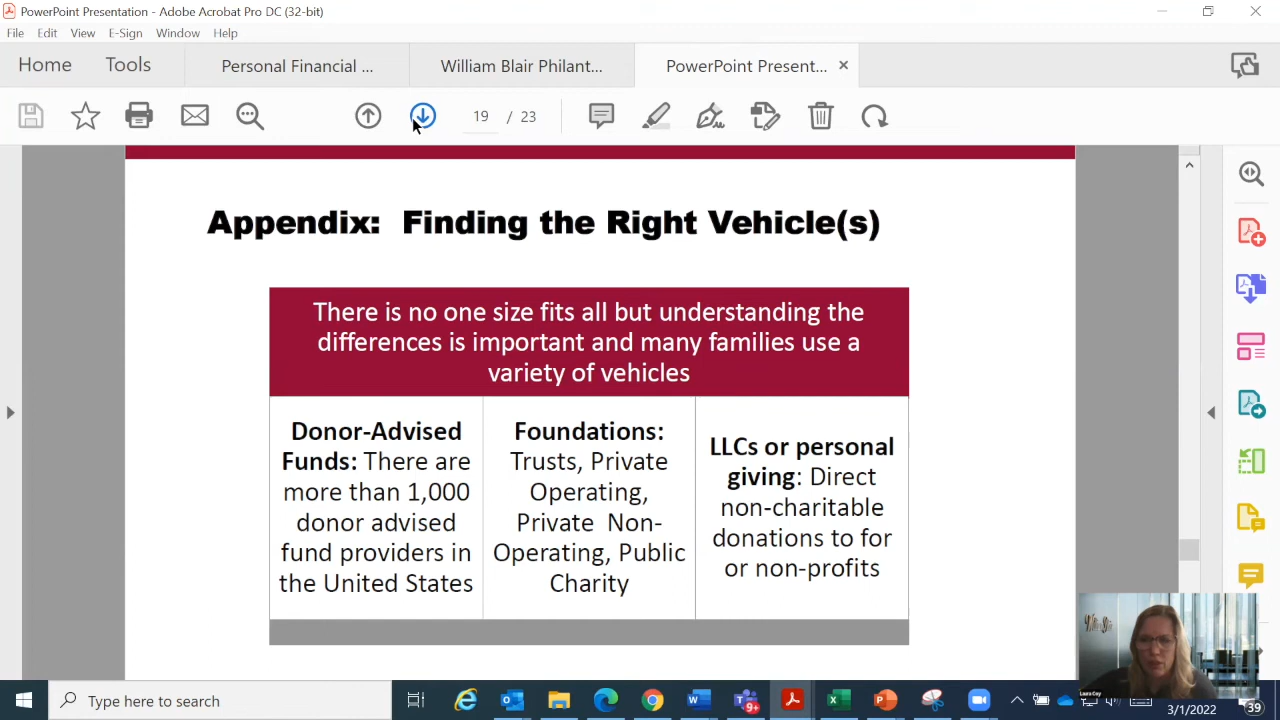 PowerPoint Presentation - Adobe Acrobat Pro DC (32-bit)
File Edit View E-Sign Window Help
Home Tools Personal Financial ... William Blair Philant... PowerPoint Present...
19 / 23
Appendix: Finding the Right Vehicle(s)
There is no one size fits all but understanding the
differences is important and many families use a
variety of vehicles
Donor-Advised
Funds: There are
more than 1,000
donor advised
fund providers in
the United States
Foundations:
Trusts, Private
Operating,
Private Non-
Operating, Public
Charity
LLCs or personal
giving: Direct
non-charitable
donations to for
or non-profits
Laura Coy
Type here to search
9+
3/1/2022
39